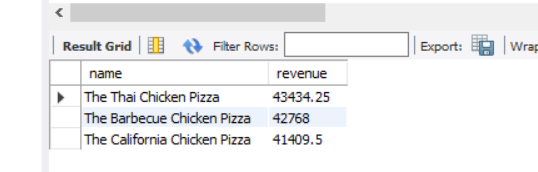 Result Grid Filter Rows: Export: Wrap
name revenue
The Thai Chicken Pizza 43434.25
The Barbecue Chicken Pizza 42768
The California Chicken Pizza 41409.5